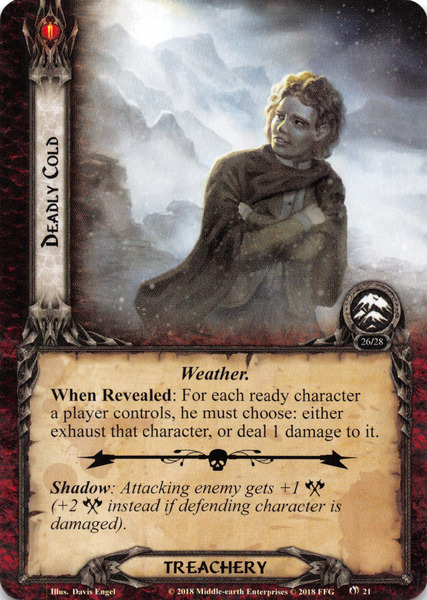 DEADLY COLD
26/28
Weather.
When Revealed: For each ready character
a player controls, he must choose: either
exhaust that character, or deal 1 damage to it.
Shadow: Attacking enemy gets +1
(+2 instead if defending character is
damaged).
TREACHERY
Illus. Davis Engel © 2018 Middle-earth Enterprises © 2018 FFG 21